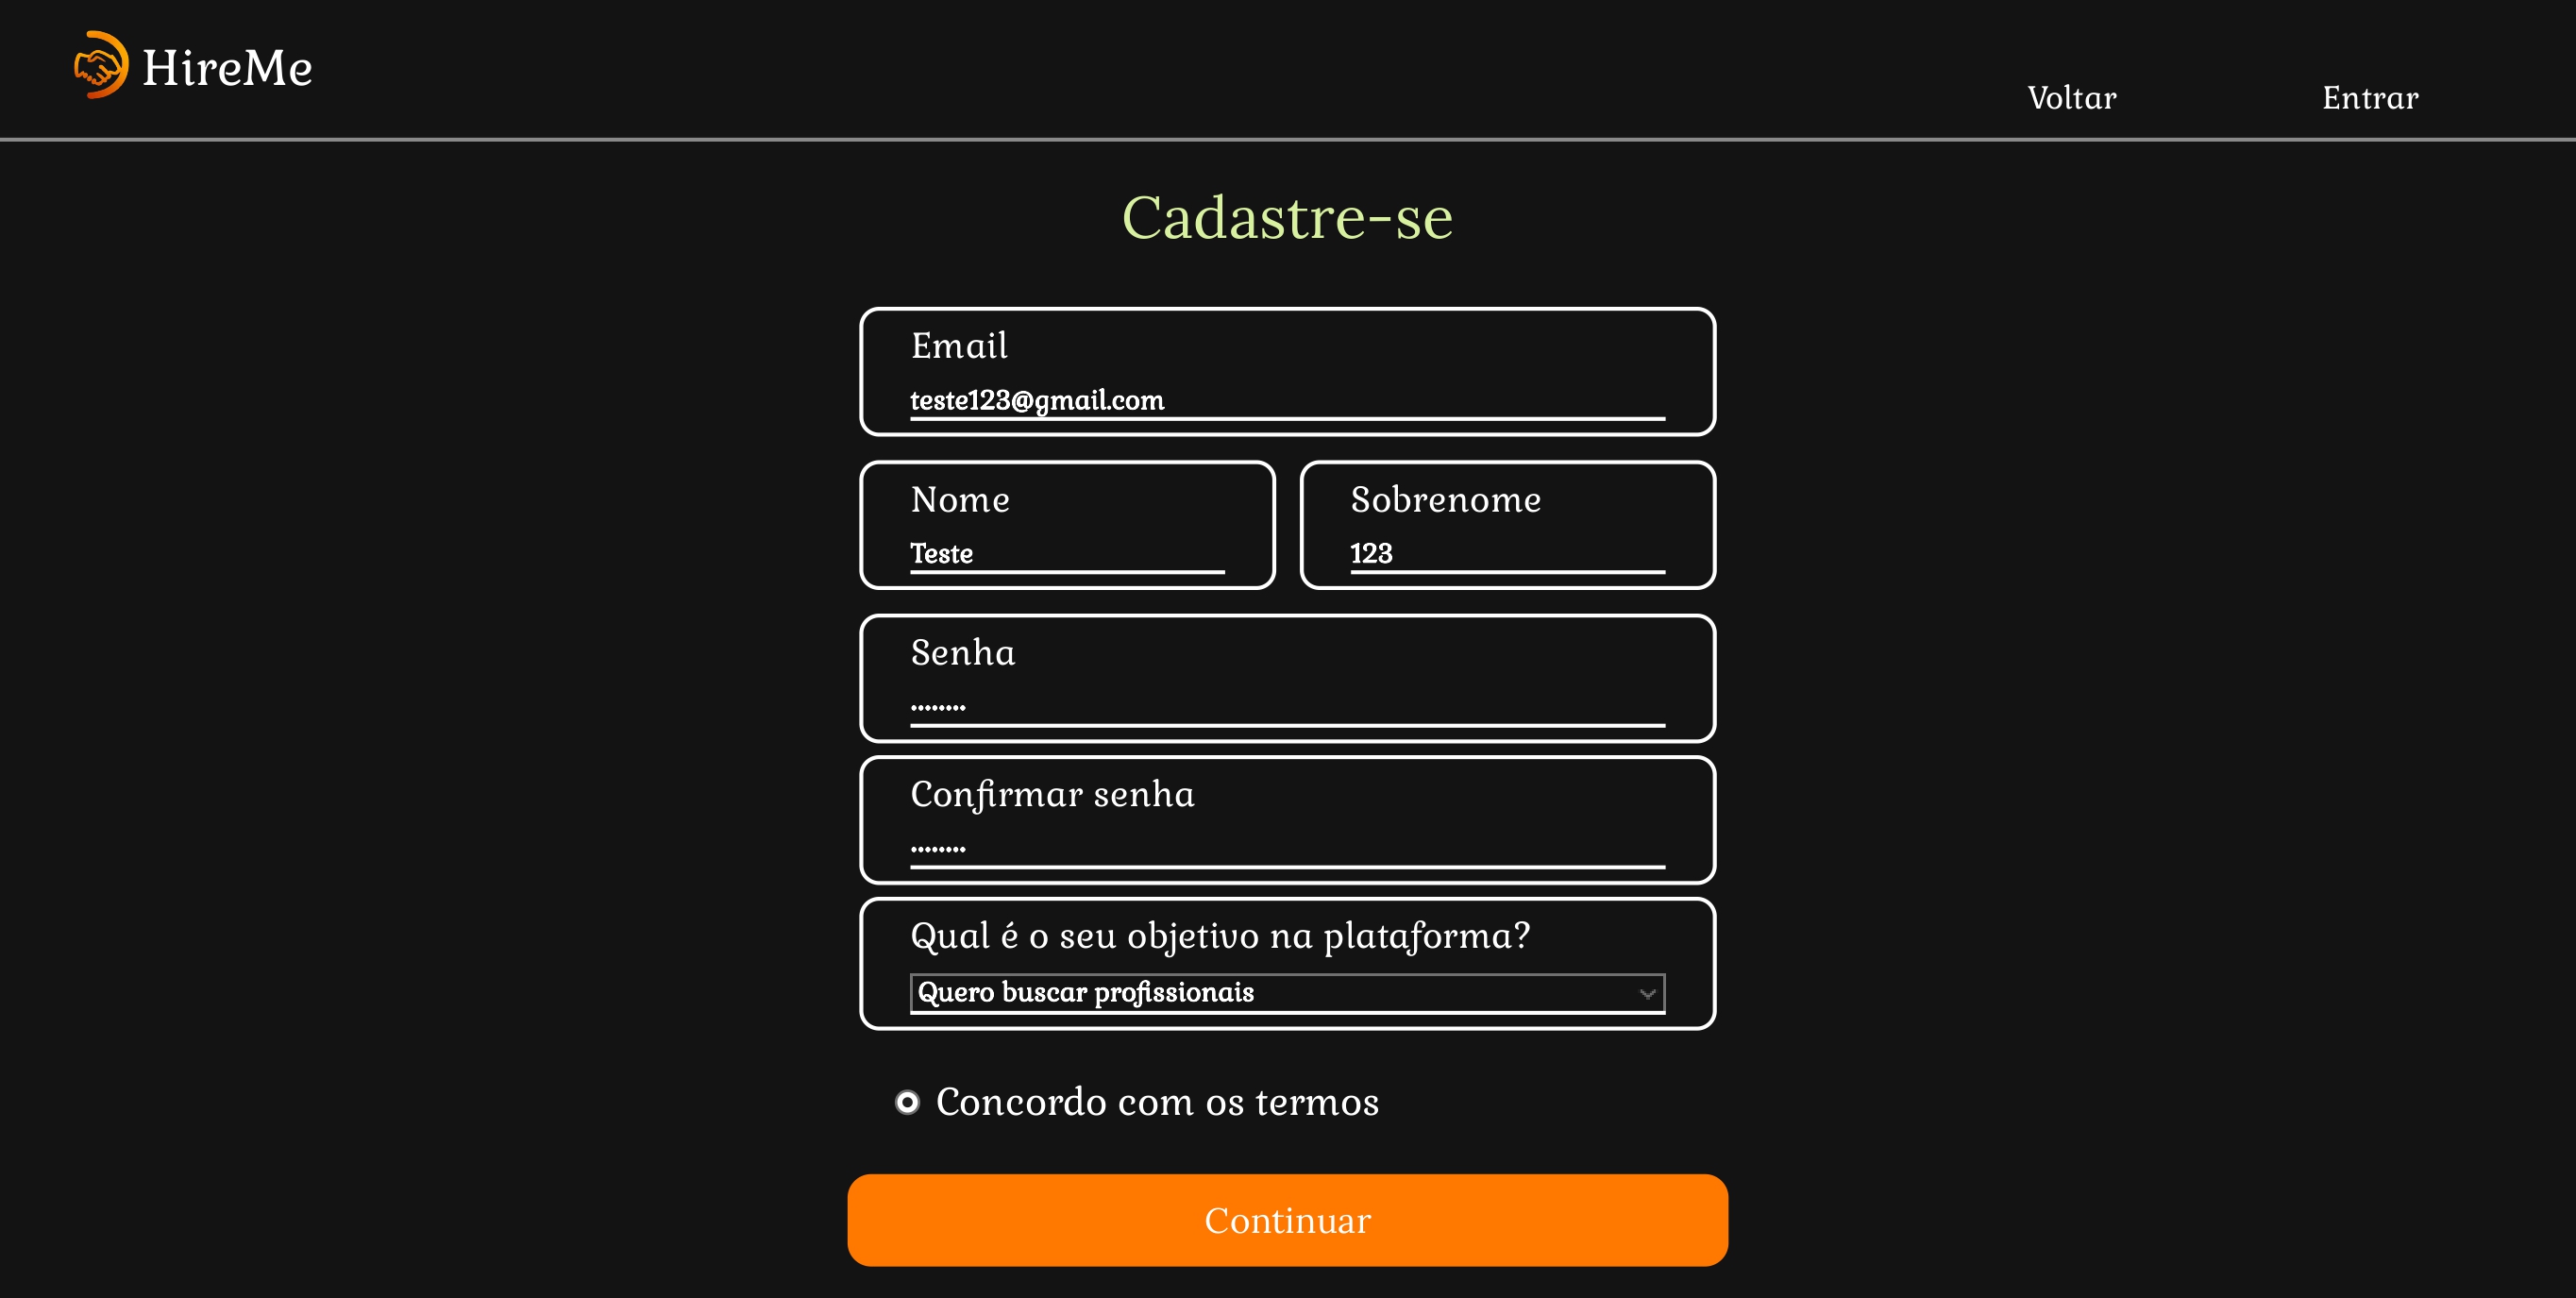 HireMe
Voltar Entrar
Cadastre-se
Email
teste123@gmail.com
Nome Sobrenome
Teste 123
Senha
••••••••
Confirmar senha
••••••••
Qual é o seu objetivo na plataforma?
Quero buscar profissionais
Concordo com os termos
Continuar